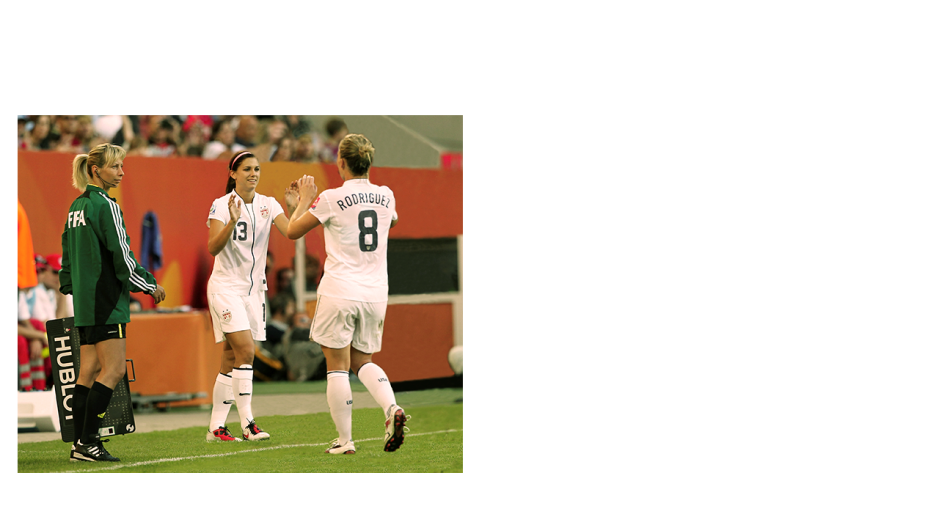 FIFA
13
RODRIGUEZ
8
HUBLOT